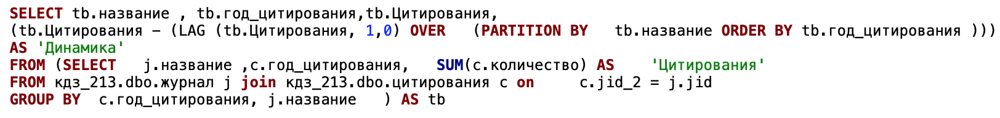 SELECT tb.название , tb.год_цитирования,tb.Цитирования,
(tb.Цитирования – (LAG (tb.Цитирования, 1,0) OVER (PARTITION BY tb.название ORDER BY tb.год_цитирования )))
AS 'Динамика'
FROM (SELECT j.название ,c.год_цитирования, SUM(c.количество) AS 'Цитирования'
FROM кдз_213.dbo.журнал j join кдз_213.dbo.цитирования c on c.jid_2 = j.jid
GROUP BY c.год_цитирования, j.название ) AS tb